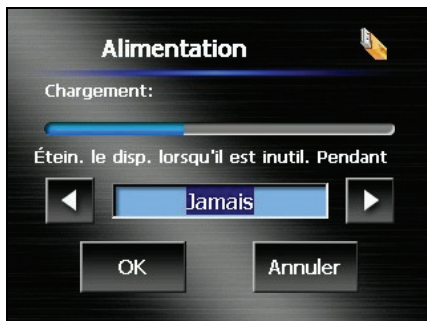 Alimentation
Chargement:
Étein. le disp. lorsqu'il est inutil. Pendant
Jamais
OK
Annuler